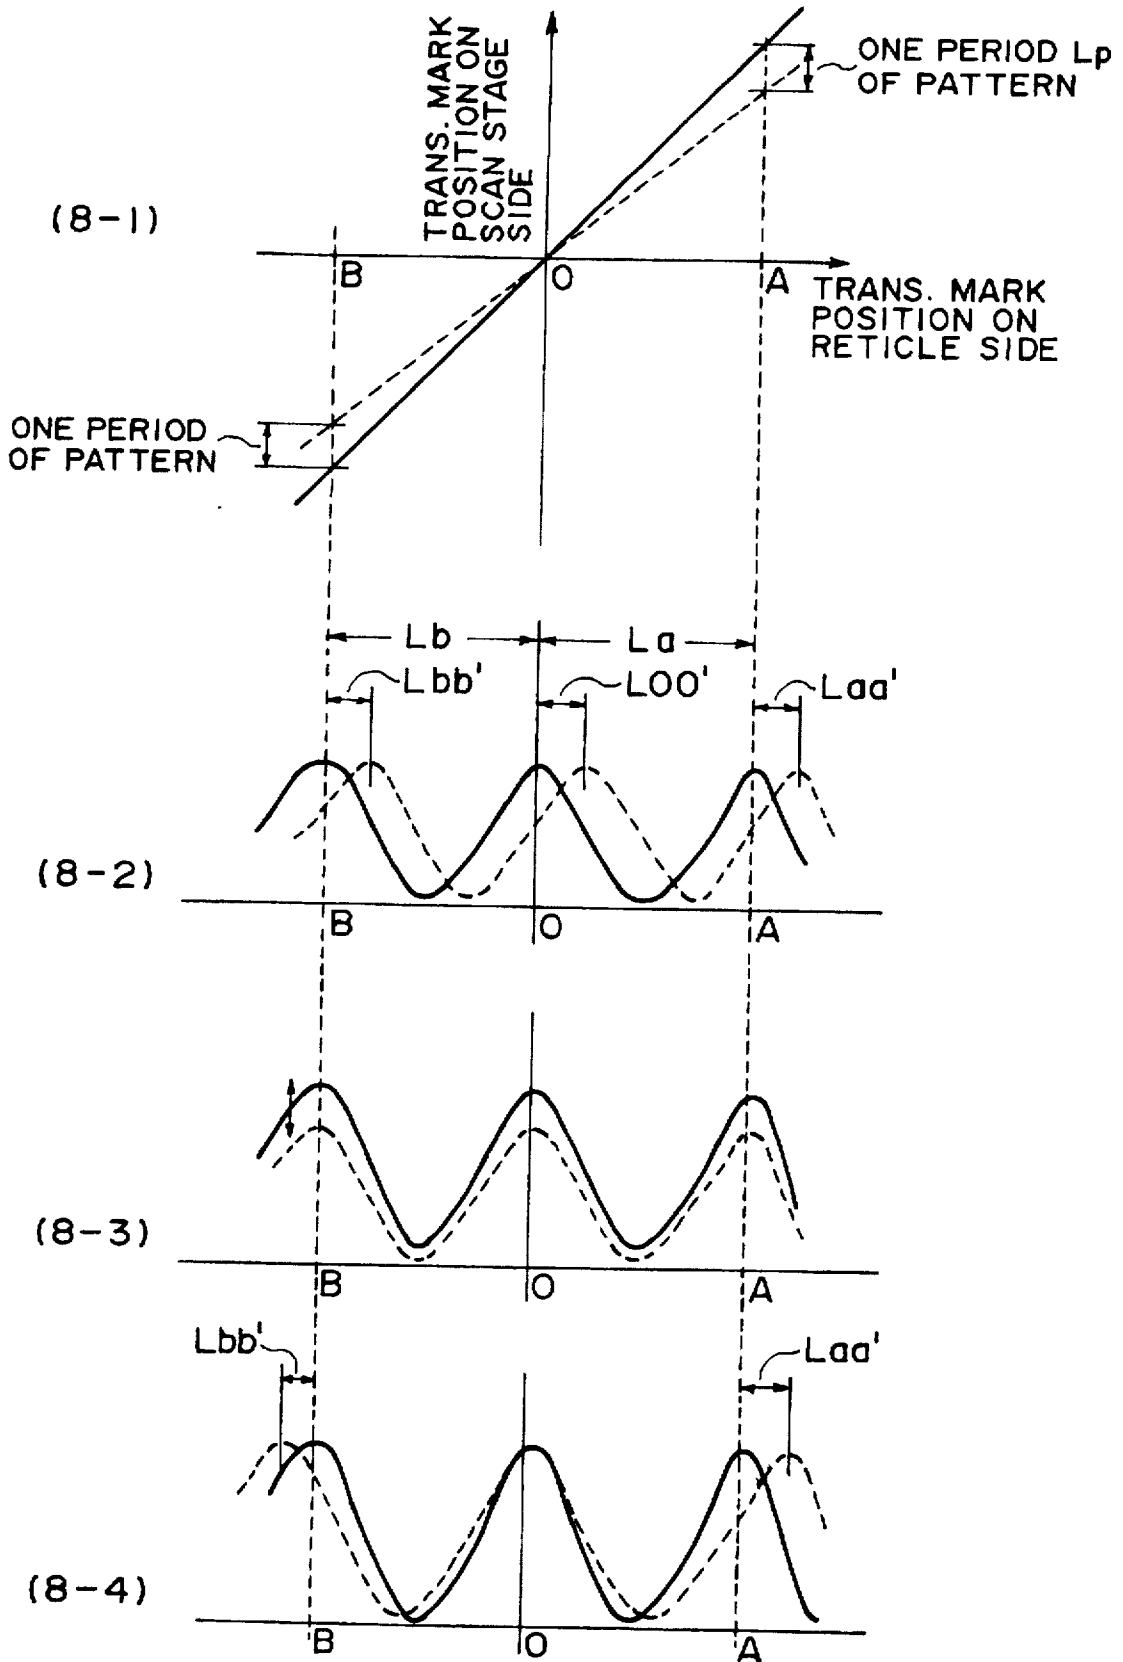 TRANS. MARK
POSITION ON
SCAN STAGE
SIDE
ONE PERIOD Lp
OF PATTERN
(8-1)
B
O
A
TRANS. MARK
POSITION ON
RETICLE SIDE
ONE PERIOD
OF PATTERN
Lb
La
Lbb'
LOO'
Laa'
(8-2)
B
O
A
(8-3)
B
O
A
Lbb'
Laa'
(8-4)
B
O
A